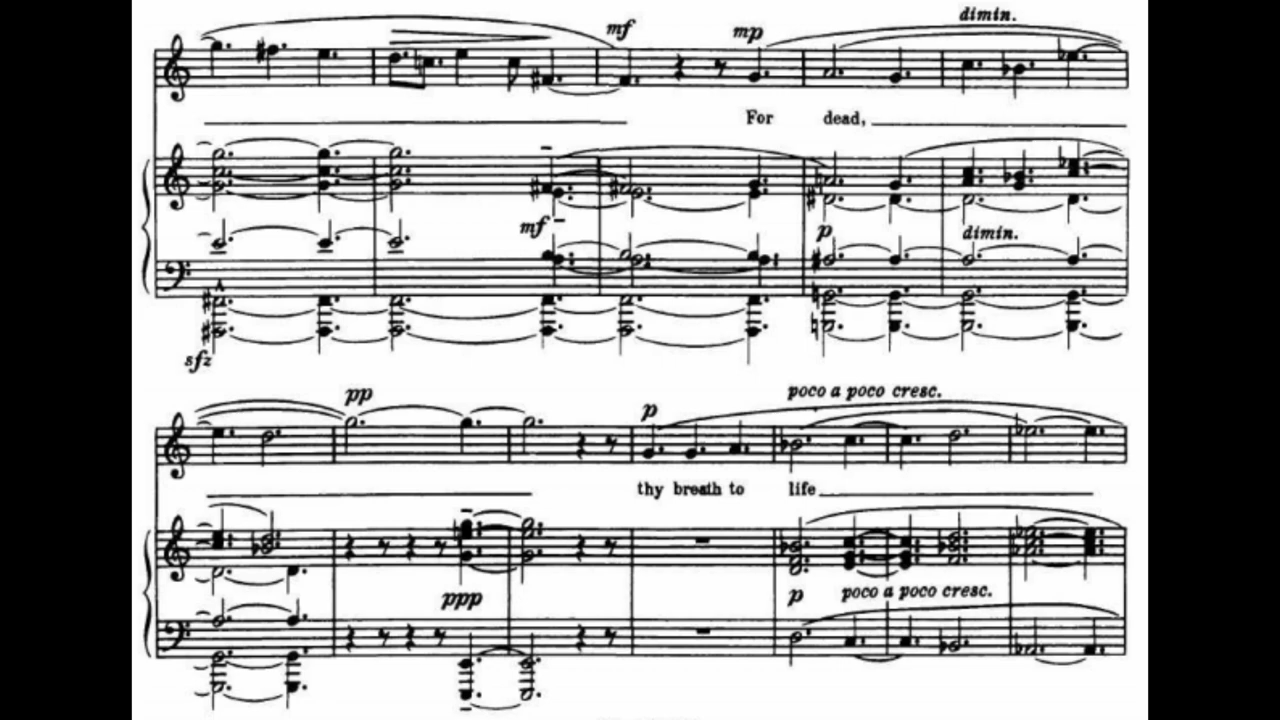 dimin.
mf mp
For dead,
mf
p dimin.
sfz
pp poco a poco cresc.
p
thy breath to life
ppp p poco a poco cresc.